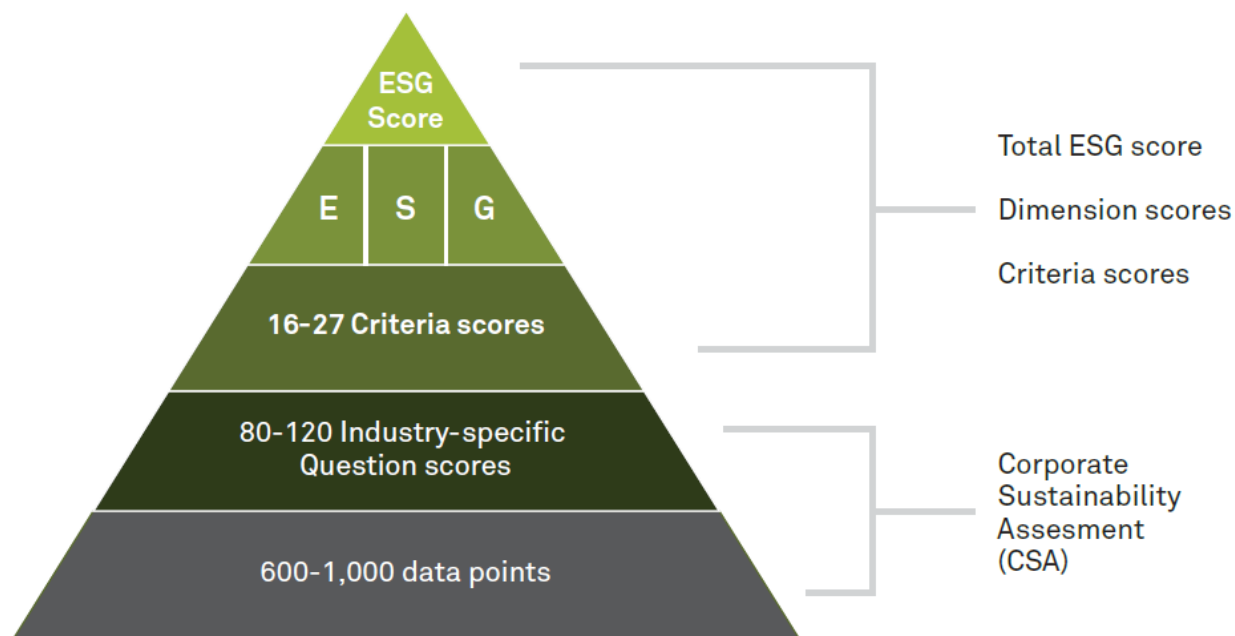 ESG
Score
E S G
16-27 Criteria scores
80-120 Industry-specific
Question scores
600-1,000 data points
Total ESG score
Dimension scores
Criteria scores
Corporate
Sustainability
Assesment
(CSA)